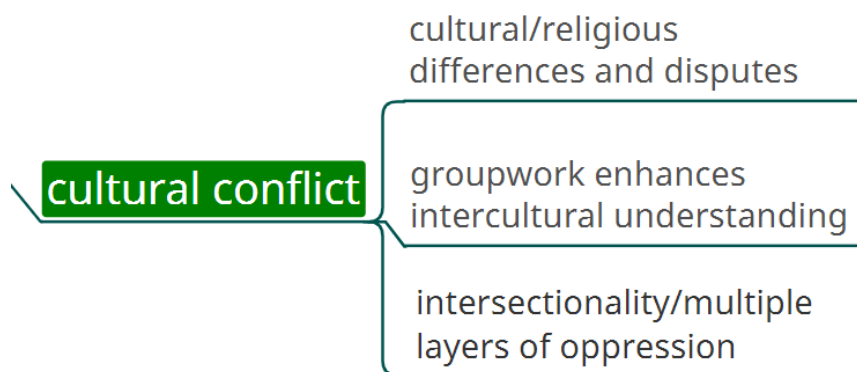 cultural/religious
differences and disputes
cultural conflict
groupwork enhances
intercultural understanding
intersectionality/multiple
layers of oppression